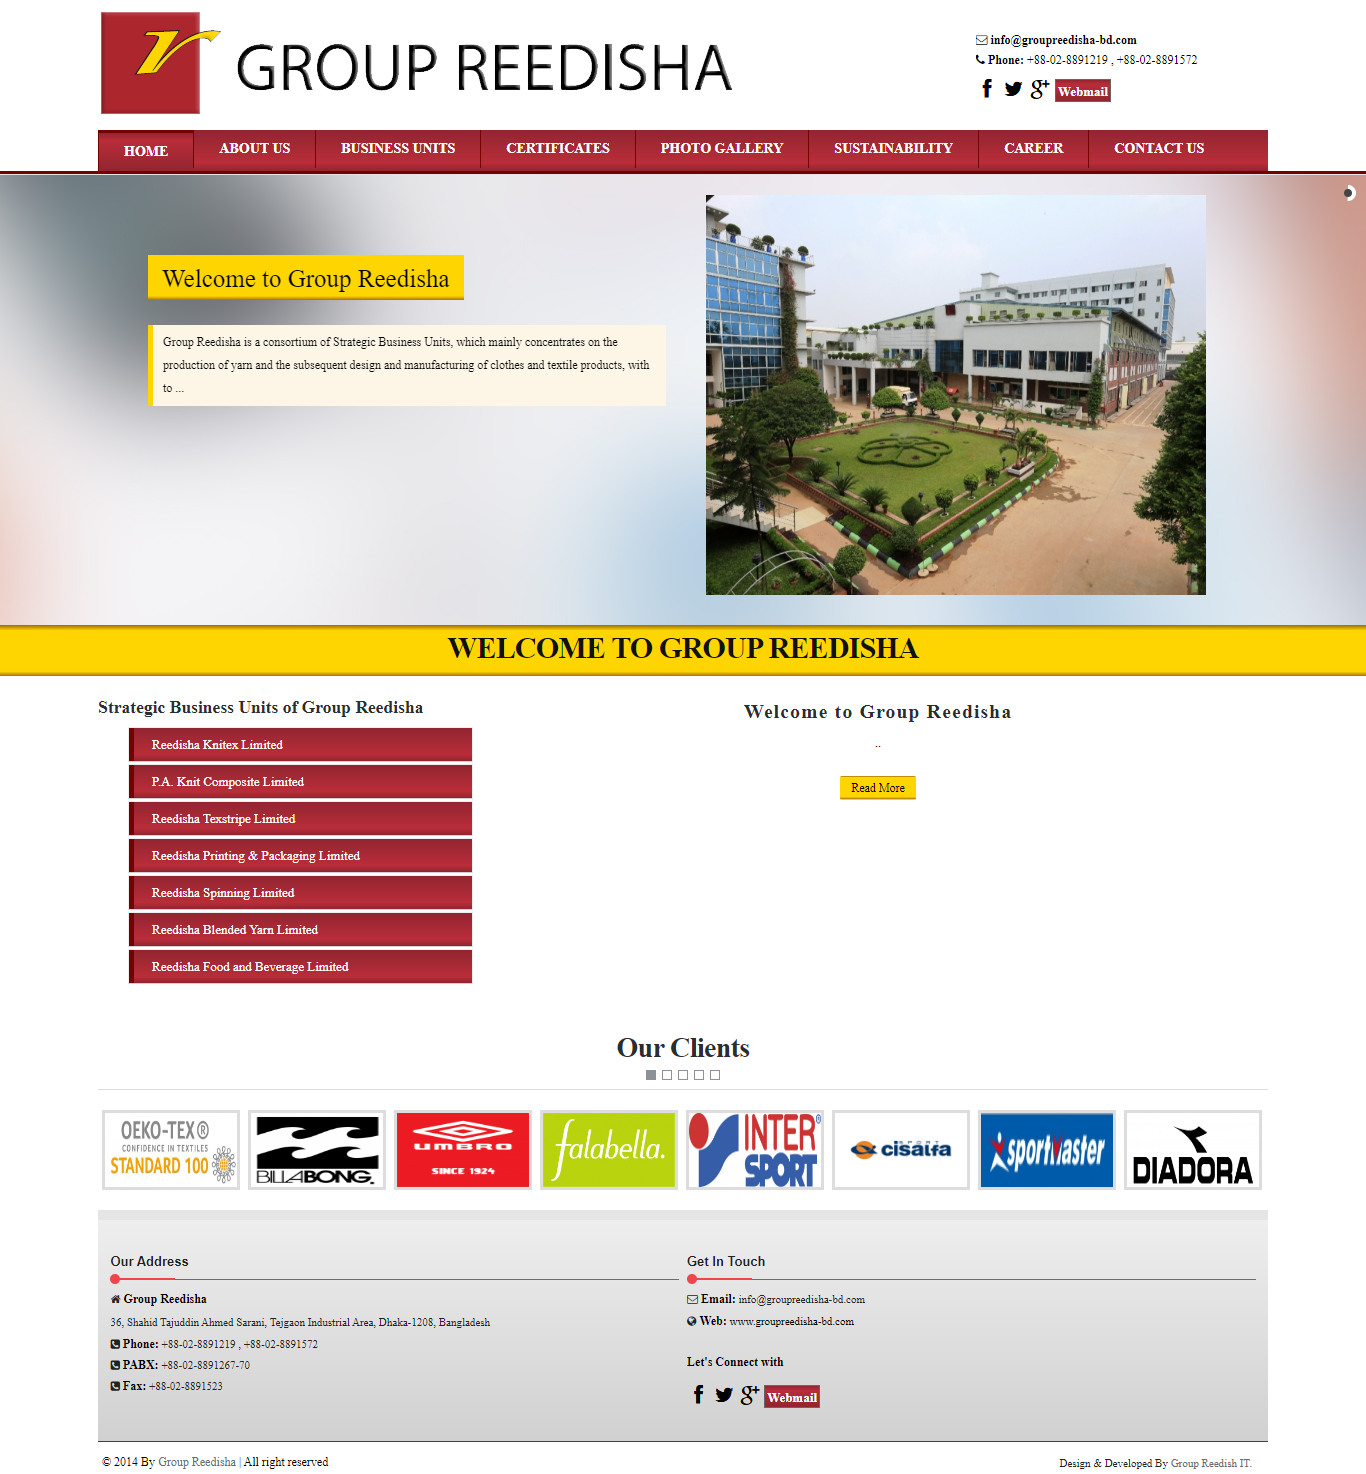 GROUP REEDISHA
info@groupreedisha-bd.com
Phone: +88-02-8891219 , +88-02-8891572
Webmail
HOME
ABOUT US
BUSINESS UNITS
CERTIFICATES
PHOTO GALLERY
SUSTAINABILITY
CAREER
CONTACT US
Welcome to Group Reedisha
Group Reedisha is a consortium of Strategic Business Units, which mainly concentrates on the
production of yarn and the subsequent design and manufacturing of clothes and textile products, with
to ...
WELCOME TO GROUP REEDISHA
Strategic Business Units of Group Reedisha
Reedisha Knitex Limited
P.A. Knit Composite Limited
Reedisha Texstripe Limited
Reedisha Printing & Packaging Limited
Reedisha Spinning Limited
Reedisha Blended Yarn Limited
Reedisha Food and Beverage Limited
Welcome to Group Reedisha
..
Read More
Our Clients
OEKO-TEX®
CONFIDENCE IN TEXTILES
STANDARD 100
BILLABONG.
UMBRO
SINCE 1924
falabella.
INTER
SPORT
SPORT
cisalfa
sportmaster
DIADORA
Our Address
Group Reedisha
36, Shahid Tajuddin Ahmed Sarani, Tejgaon Industrial Area, Dhaka-1208, Bangladesh
Phone: +88-02-8891219 , +88-02-8891572
PABX: +88-02-8891267-70
Fax: +88-02-8891523
Get In Touch
Email: info@groupreedisha-bd.com
Web: www.groupreedisha-bd.com
Let's Connect with
Webmail
© 2014 By Group Reedisha | All right reserved
Design & Developed By Group Reedish IT.